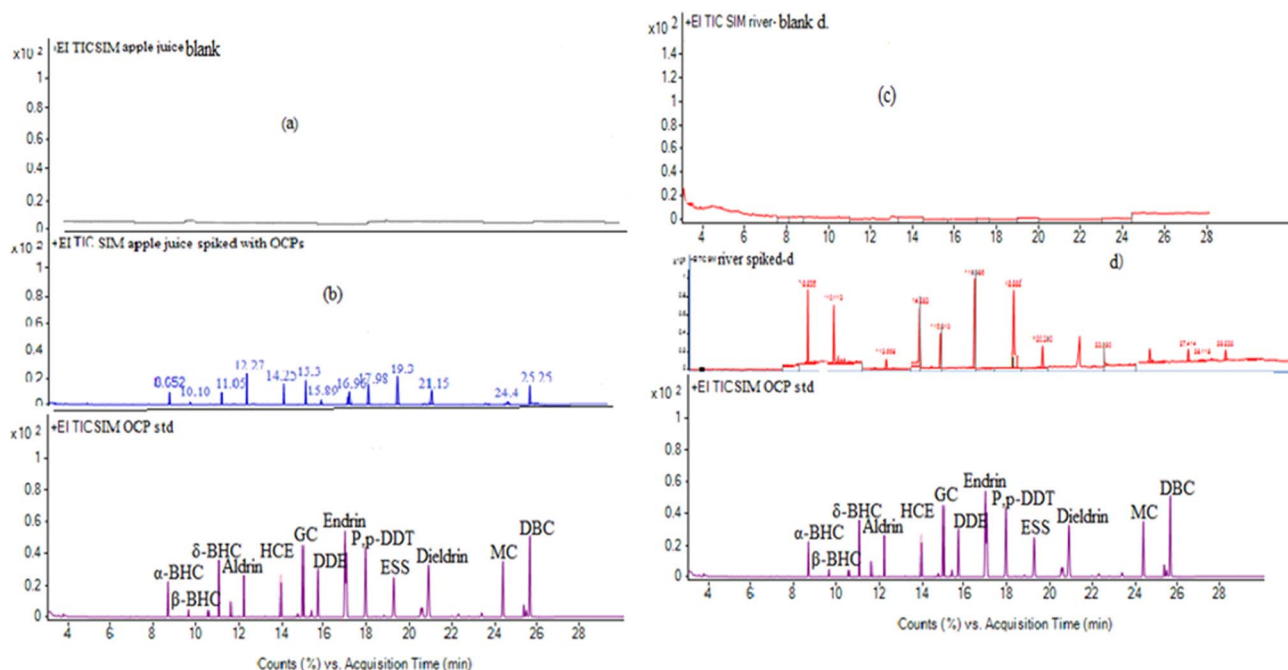 +EI TICSIM apple juice blank
x10 2
1
0.8
0.6
0.4
0.2
0
(a)
+EI TIC SIM apple juice spiked with OCPs
x10 2
1
0.8
0.6
0.4
0.2
0
(b)
8.652 10.10 11.05 12.27 14.25 15.3 15.89 16.96 17.98 19.3 21.15 24.4 25.25
+EI TICSIM OCP std
x10 2
1
0.8
0.6
0.4
0.2
0
α-BHC β-BHC δ-BHC Aldrin HCE GC DDE Endrin P,p-DDT ESS Dieldrin MC DBC
4 6 8 10 12 14 16 18 20 22 24 26 28
Counts (%) vs. Acquisition Time (min)
+EI TIC SIM river- blank d.
x10 2
1.4
1.2
1
0.8
0.6
0.4
0.2
0
(c)
4 6 8 10 12 14 16 18 20 22 24 26 28
river spiked-d
d)
+EI TICSIM OCP std
x10 2
1
0.8
0.6
0.4
0.2
0
α-BHC β-BHC δ-BHC Aldrin HCE GC DDE Endrin P,p-DDT ESS Dieldrin MC DBC
4 6 8 10 12 14 16 18 20 22 24 26 28
Counts (%) vs. Acquisition Time (min)